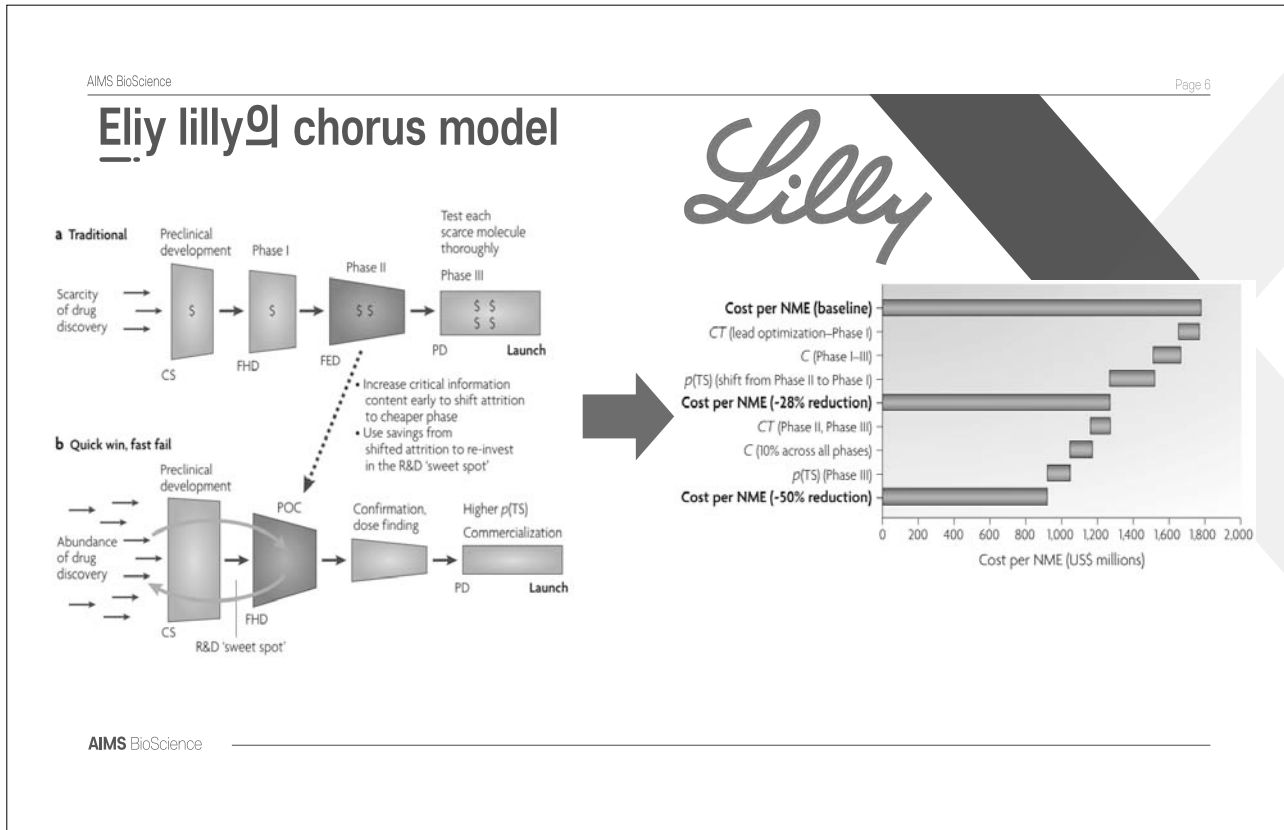 AIMS BioScience
Page 6
Eliy lilly의 chorus model
Lilly
a Traditional
Preclinical
development
Phase I
Phase II
Test each
scarce molecule
thoroughly
Phase III
Scarcity
of drug
discovery
$
$
$ $
$ $
$ $
CS
FHD
FED
PD
Launch
• Increase critical information
content early to shift attrition
to cheaper phase
• Use savings from
shifted attrition to re-invest
in the R&D 'sweet spot'
b Quick win, fast fail
Preclinical
development
POC
Confirmation,
dose finding
Higher p(TS)
Commercialization
Abundance
of drug
discovery
CS
FHD
PD
Launch
R&D 'sweet spot'
Cost per NME (baseline)
CT (lead optimization–Phase I)
C (Phase I–III)
p(TS) (shift from Phase II to Phase I)
Cost per NME (-28% reduction)
CT (Phase II, Phase III)
C (10% across all phases)
p(TS) (Phase III)
Cost per NME (-50% reduction)
0 200 400 600 800 1,000 1,200 1,400 1,600 1,800 2,000
Cost per NME (US$ millions)
AIMS BioScience